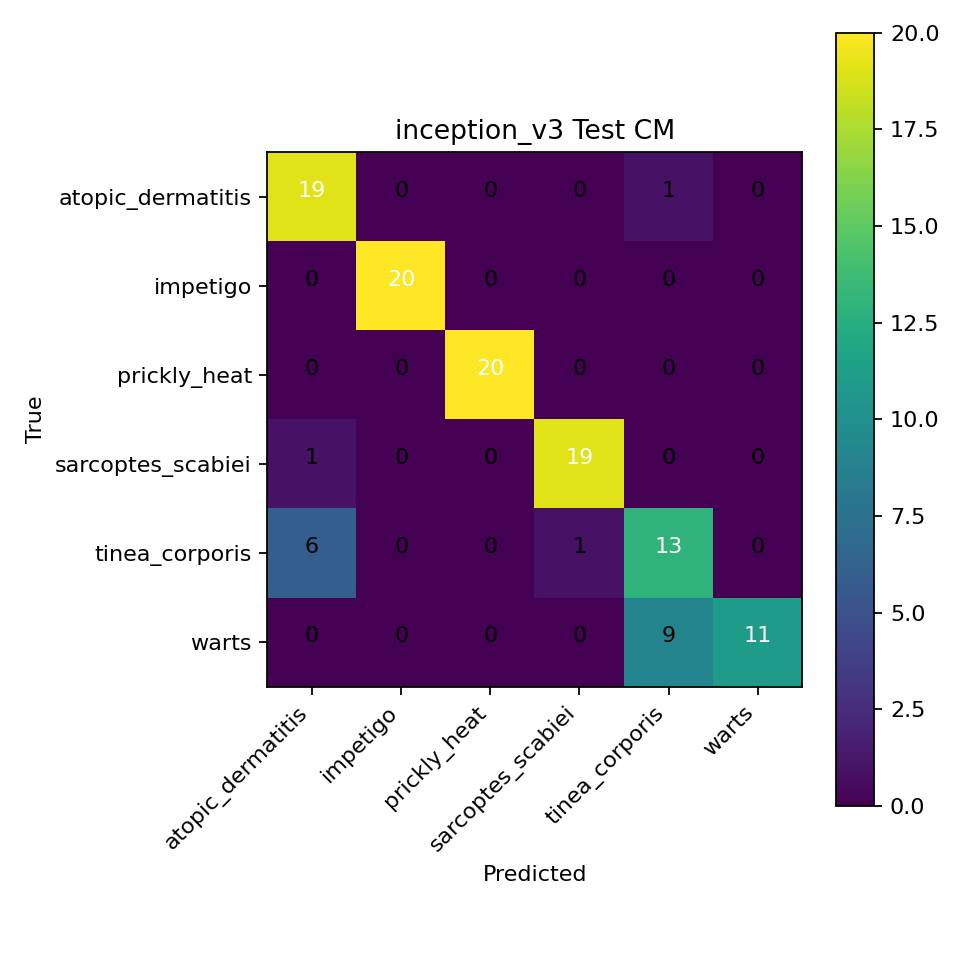 inception_v3 Test CM
True
atopic_dermatitis 19 0 0 0 1 0
impetigo 0 20 0 0 0 0
prickly_heat 0 0 20 0 0 0
sarcoptes_scabiei 1 0 0 19 0 0
tinea_corporis 6 0 0 1 13 0
warts 0 0 0 0 9 11
atopic_dermatitis impetigo prickly_heat sarcoptes_scabiei tinea_corporis warts
Predicted
20.0
17.5
15.0
12.5
10.0
7.5
5.0
2.5
0.0